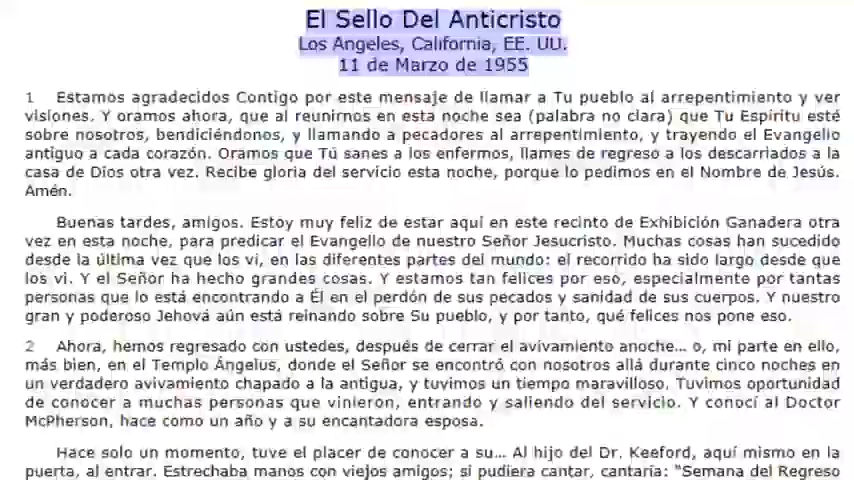 El Sello Del Anticristo
Los Angeles, California, EE. UU.
11 de Marzo de 1955
1 Estamos agradecidos Contigo por este mensaje de llamar a Tu pueblo al arrepentimiento y ver
visiones. Y oramos ahora, que al reunirnos en esta noche sea (palabra no clara) que Tu Espíritu esté
sobre nosotros, bendiciéndonos, y llamando a pecadores al arrepentimiento, y trayendo el Evangelio
antiguo a cada corazón. Oramos que Tú sanes a los enfermos, llames de regreso a los descarriados a la
casa de Dios otra vez. Recibe gloria del servicio esta noche, porque lo pedimos en el Nombre de Jesús.
Amén.
Buenas tardes, amigos. Estoy muy feliz de estar aquí en este recinto de Exhibición Ganadera otra
vez en esta noche, para predicar el Evangelio de nuestro Señor Jesucristo. Muchas cosas han sucedido
desde la última vez que los ví, en las diferentes partes del mundo: el recorrido ha sido largo desde que
los vi. Y el Señor ha hecho grandes cosas. Y estamos tan felices por eso, especialmente por tantas
personas que lo está encontrando a Él en el perdón de sus pecados y sanidad de sus cuerpos. Y nuestro
gran y poderoso Jehová aún está reinando sobre Su pueblo, y por tanto, qué felices nos pone eso.
2 Ahora, hemos regresado con ustedes, después de cerrar el avivamiento anoche... o, mi parte en ello,
más bien, en el Templo Ángelus, donde el Señor se encontró con nosotros allá durante cinco noches en
un verdadero avivamiento chapado a la antigua, y tuvimos un tiempo maravilloso. Tuvimos oportunidad
de conocer a muchas personas que vinieron, entrando y saliendo del servicio. Y conocí al Doctor
McPherson, hace como un año y a su encantadora esposa.
Hace solo un momento, tuve el placer de conocer a su... Al hijo del Dr. Keeford, aquí mismo en la
puerta, al entrar. Estrechaba manos con viejos amigos; si pudiera cantar, cantaría: "Semana del Regreso